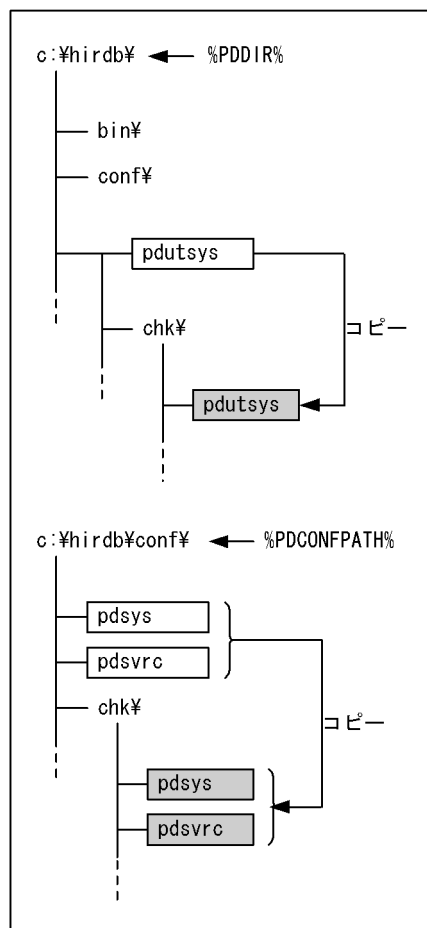 c:¥hirdb¥ %PDDIR%
bin¥
conf¥
pdutsys
chk¥
コピー
pdutsys
c:¥hirdb¥conf¥ %PDCONFPATH%
pdsys
pdsvrc
chk¥
コピー
pdsys
pdsvrc